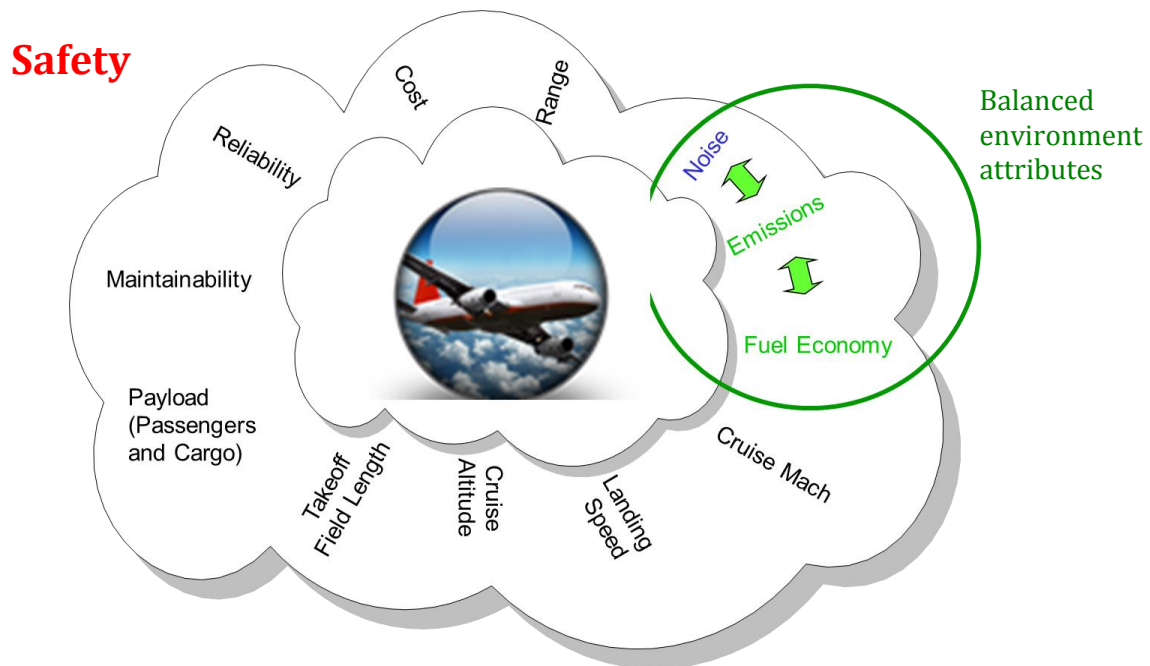 Safety
Cost
Range
Reliability
Noise
Balanced
environment
attributes
Emissions
Maintainability
Fuel Economy
Payload
(Passengers
and Cargo)
Takeoff
Field Length
Cruise
Altitude
Landing
Speed
Cruise Mach